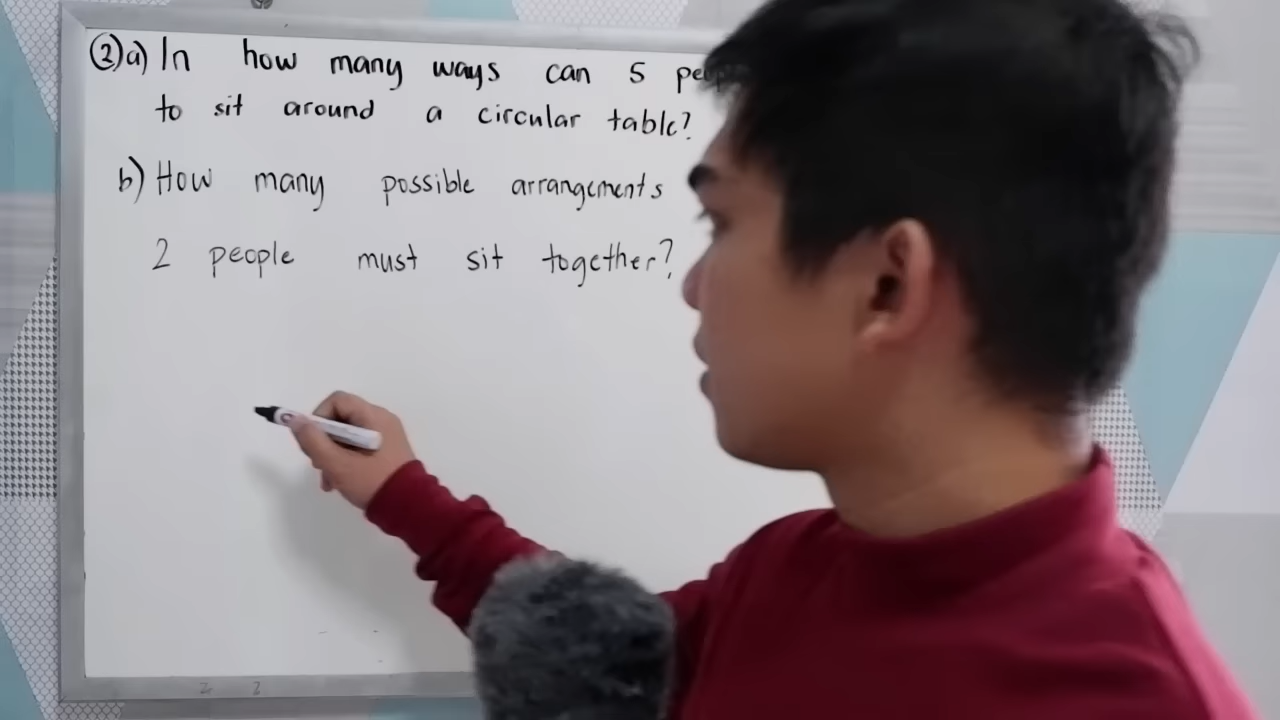 ② a) In how many ways can 5
to sit around a circular table?
b) How many possible arrangements
2 people must sit together?